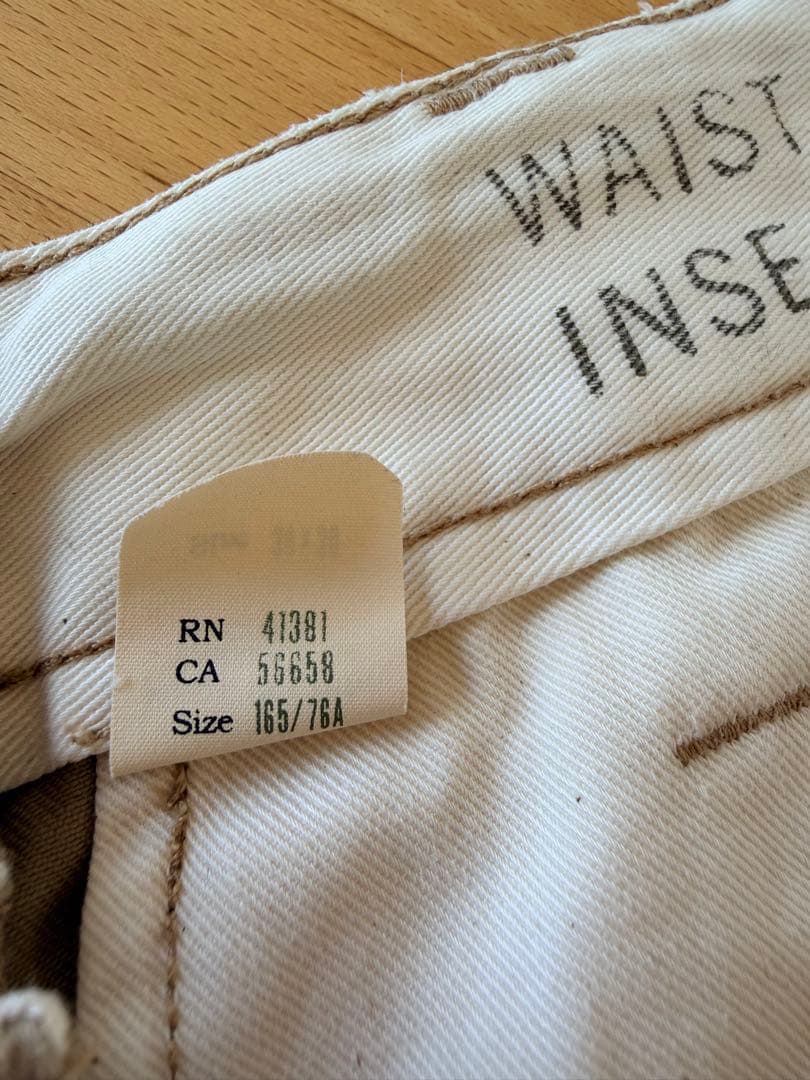 WAIST
INSE
RN 41381
CA 56658
Size 165/76A